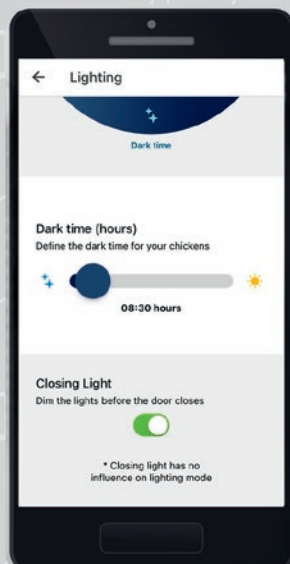 Lighting
Dark time
Dark time (hours)
Define the dark time for your chickens
08:30 hours
Closing Light
Dim the lights before the door closes
* Closing light has no
influence on lighting mode